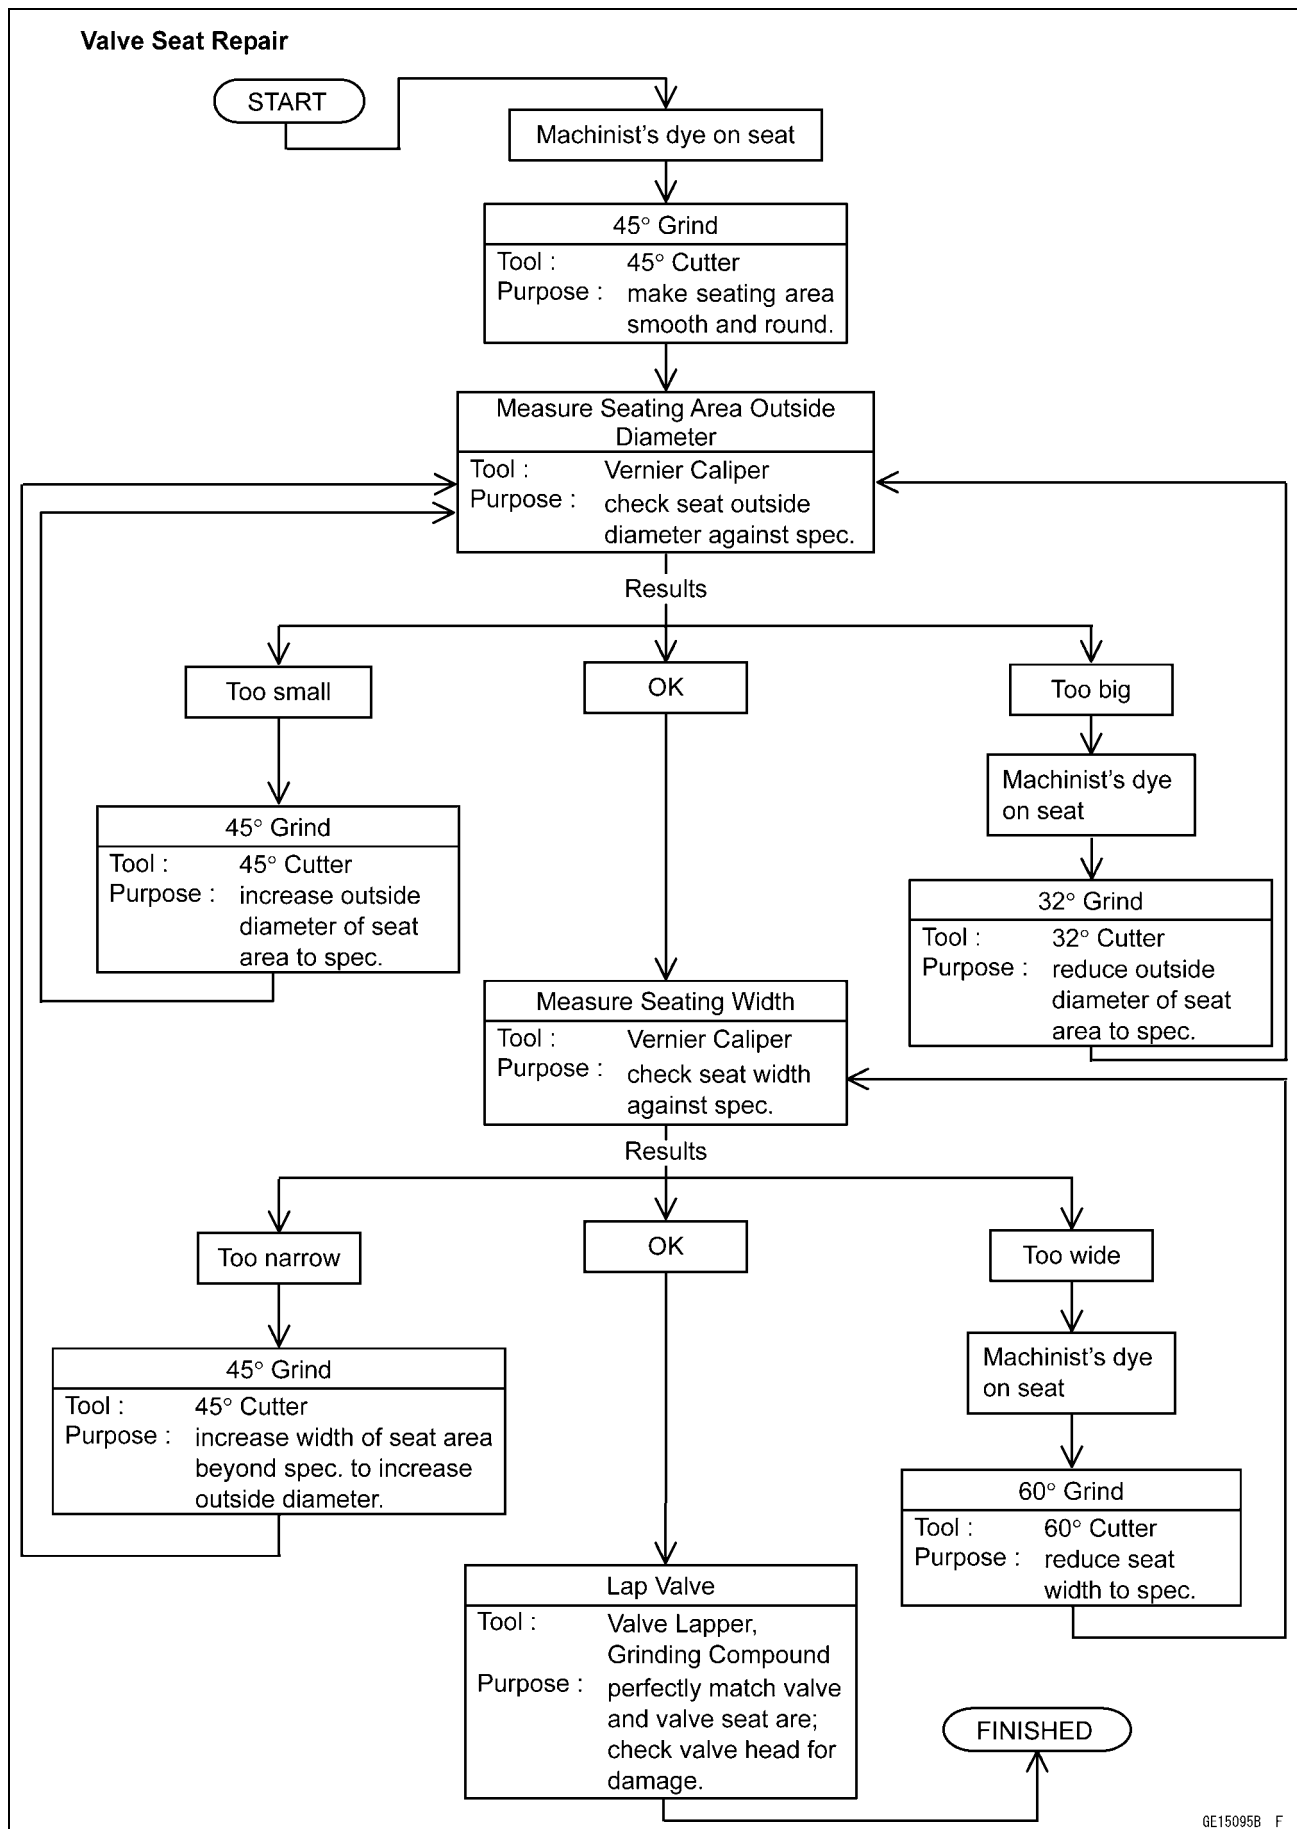 Valve Seat Repair
START
Machinist's dye on seat
45° Grind
Tool : 45° Cutter
Purpose : make seating area
smooth and round.
Measure Seating Area Outside
Diameter
Tool : Vernier Caliper
Purpose : check seat outside
diameter against spec.
Results
Too small
OK
Too big
Machinist's dye
on seat
45° Grind
Tool : 45° Cutter
Purpose : increase outside
diameter of seat
area to spec.
32° Grind
Tool : 32° Cutter
Purpose : reduce outside
diameter of seat
area to spec.
Measure Seating Width
Tool : Vernier Caliper
Purpose : check seat width
against spec.
Results
Too narrow
OK
Too wide
Machinist's dye
on seat
45° Grind
Tool : 45° Cutter
Purpose : increase width of seat area
beyond spec. to increase
outside diameter.
60° Grind
Tool : 60° Cutter
Purpose : reduce seat
width to spec.
Lap Valve
Tool : Valve Lapper,
Grinding Compound
Purpose : perfectly match valve
and valve seat are;
check valve head for
damage.
FINISHED
GE15095B F